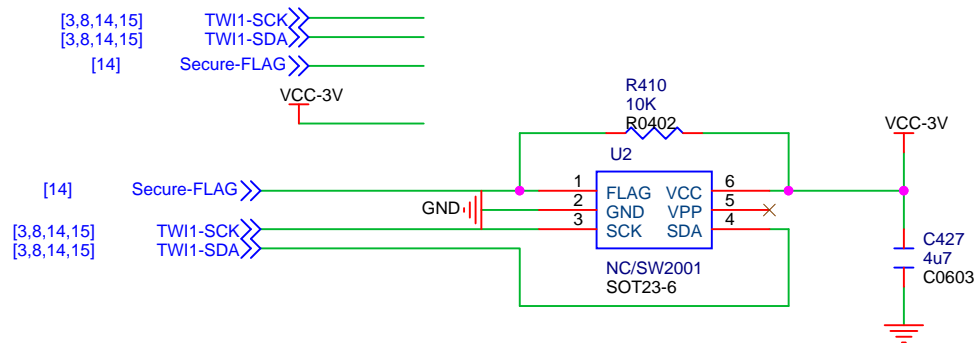 [3,8,14,15] TWI1-SCK
[3,8,14,15] TWI1-SDA
[14] Secure-FLAG
VCC-3V
R410
10K
R0402
VCC-3V
U2
[14] Secure-FLAG
1 FLAG VCC 6
GND 2 GND VPP 5
3 SCK SDA 4
[3,8,14,15] TWI1-SCK
[3,8,14,15] TWI1-SDA
NC/SW2001
SOT23-6
C427
4u7
C0603